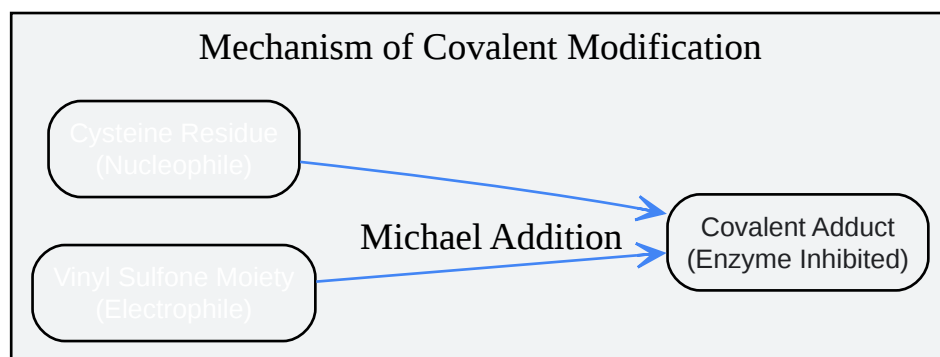 Mechanism of Covalent Modification
Cysteine Residue
(Nucleophile)
Michael Addition
Covalent Adduct
(Enzyme Inhibited)
Vinyl Sulfone Moiety
(Electrophile)